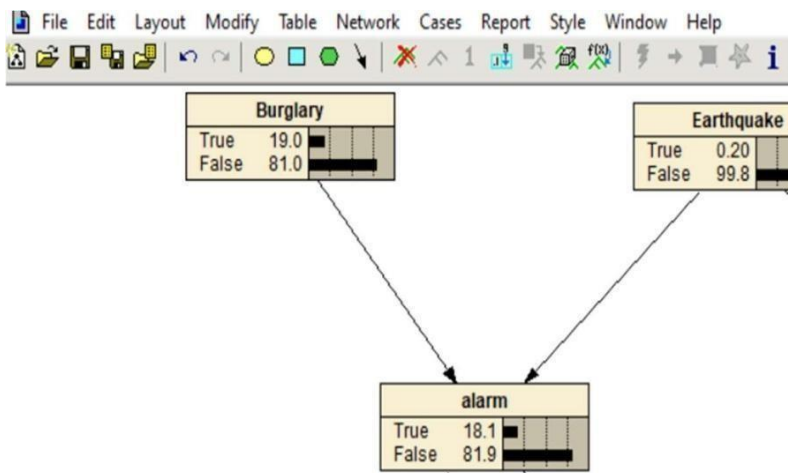 File Edit Layout Modify Table Network Cases Report Style Window Help
1 f(x) i
Burglary
True 19.0
False 81.0
Earthquake
True 0.20
False 99.8
alarm
True 18.1
False 81.9